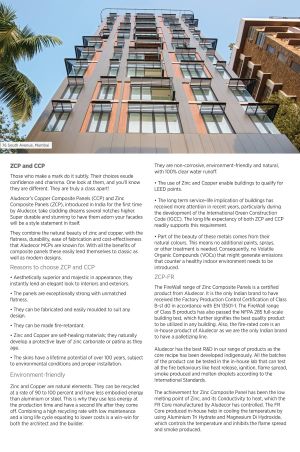 16 South Avenue, Mumbai
ZCP and CCP
Those who make a mark do it subtly. Their choices exude
confidence and charisma. One look at them, and you'll know
they are different. They are truly a class apart!
Aludecor's Copper Composite Panels (CCP) and Zinc
Composite Panels (ZCP), introduced in India for the first time
by Aludecor, take cladding dreams several notches higher.
Super durable and stunning to have them adorn your facades
will be a style statement in itself.
They combine the natural beauty of zinc and copper, with the
flatness, durability, ease of fabrication and cost-effectiveness
that Aludecor MCPs are known for. With all the benefits of
composite panels these easily lend themselves to classic as
well as modern designs.
Reasons to choose ZCP and CCP
• Aesthetically superior and majestic in appearance, they
instantly lend an elegant look to interiors and exteriors.
• The panels are exceptionally strong with unmatched
flatness.
• They can be fabricated and easily moulded to suit any
design.
• They can be made fire-retardant.
• Zinc and Copper are self-healing materials; they naturally
develop a protective layer of zinc carbonate or patina as they
age.
• The skins have a lifetime potential of over 100 years, subject
to environmental conditions and proper installation.
Environment-friendly
Zinc and Copper are natural elements. They can be recycled
at a rate of 90 to 100 percent and have less embodied energy
than aluminium or steel. This is why they use less energy at
the production time and have a second life after they come
off. Combining a high recycling rate with low maintenance
and a long life cycle equating to lower costs is a win-win for
both the architect and the builder.
They are non-corrosive, environment-friendly and natural,
with 100% clear water runoff.
• The use of Zinc and Copper enable buildings to qualify for
LEED points.
• The long term service-life implication of buildings has
received more attention in recent years, particularly during
the development of the International Green Construction
Code (IGCC). The long life expectancy of both ZCP and CCP
readily supports this requirement.
• Part of the beauty of these metals comes from their
natural colours. This means no additional paints, sprays,
or other treatment is needed. Consequently, no Volatile
Organic Compounds (VOCs) that might generate emissions
that counter a healthy indoor environment needs to be
introduced.
ZCP-FR
The FireWall range of Zinc Composite Panels is a certified
product from Aludecor. It is the only Indian brand to have
received the Factory Production Control Certification of Class
B-s1 d0 in accordance with EN 13501-1. The FireWall range
of Class B products has also passed the NFPA 285 full-scale
building test, which further signifies the best quality product
to be utilised in any building. Also, the fire-rated core is an
in-house product of Aludecor as we are the only Indian brand
to have a palletizing line.
Aludecor has the best R&D in our range of products as the
core recipe has been developed indigenously. All the batches
of the product can be tested in the in-house lab that can test
all the fire behaviours like heat release, ignition, flame spread,
smoke produced and molten droplets according to the
International Standards.
The achievement for Zinc Composite Panel has been the low
melting point of Zinc, and its Conductivity to heat, which the
FR Core manufactured by Aludecor has controlled. The FR
Core produced in-house help in cooling the temperature by
using Aluminium Tri Hydrate and Magnesium Di Hydroxide,
which controls the temperature and inhibits the flame spread
and smoke produced.